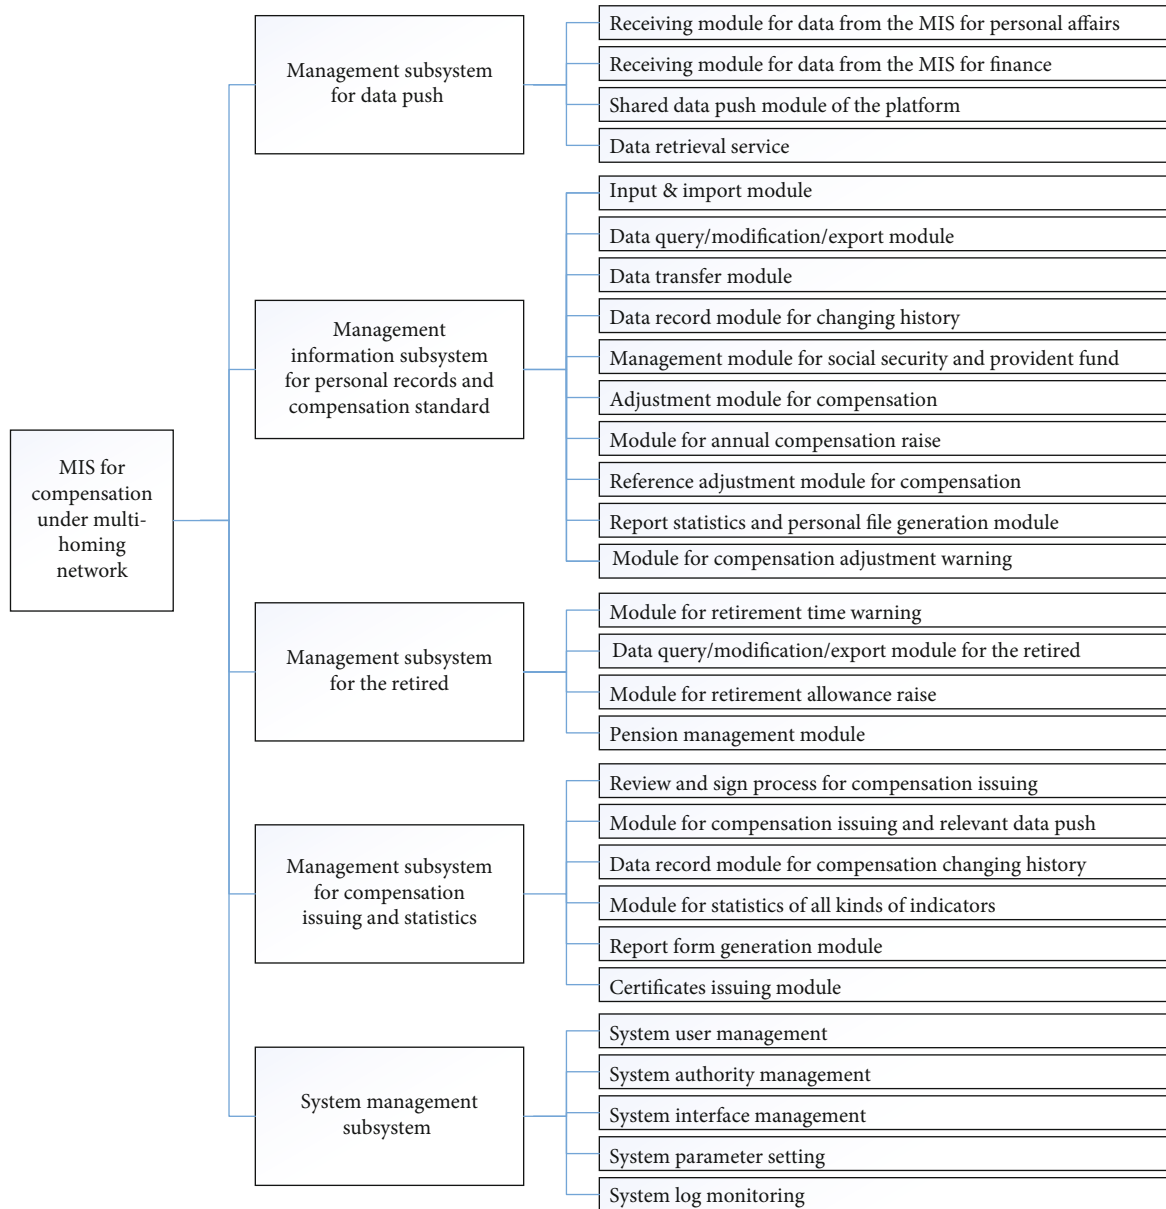 MIS for
compensation
under multi-
homing
network
Management subsystem
for data push
Receiving module for data from the MIS for personal affairs
Receiving module for data from the MIS for finance
Shared data push module of the platform
Data retrieval service
Management
information subsystem
for personal records and
compensation standard
Input & import module
Data query/modification/export module
Data transfer module
Data record module for changing history
Management module for social security and provident fund
Adjustment module for compensation
Module for annual compensation raise
Reference adjustment module for compensation
Report statistics and personal file generation module
Module for compensation adjustment warning
Management subsystem
for the retired
Module for retirement time warning
Data query/modification/export module for the retired
Module for retirement allowance raise
Pension management module
Management subsystem
for compensation
issuing and statistics
Review and sign process for compensation issuing
Module for compensation issuing and relevant data push
Data record module for compensation changing history
Module for statistics of all kinds of indicators
Report form generation module
Certificates issuing module
System management
subsystem
System user management
System authority management
System interface management
System parameter setting
System log monitoring